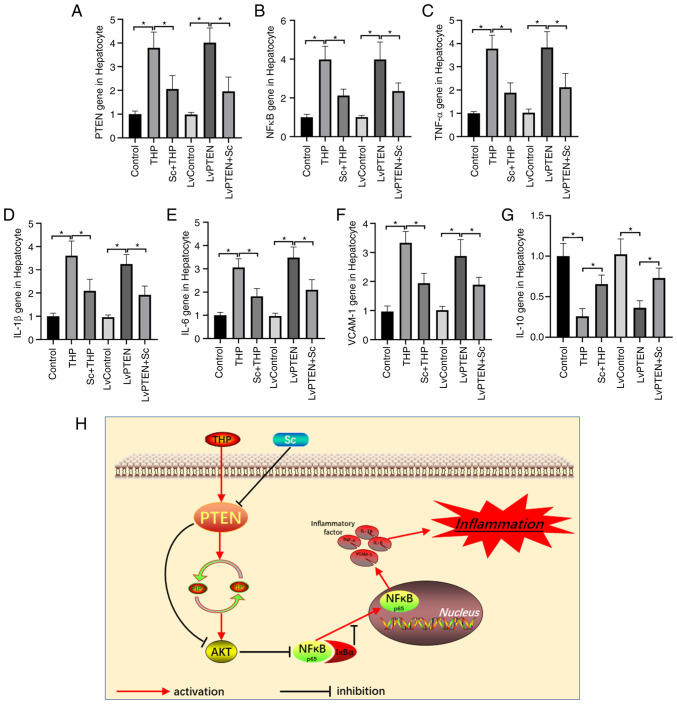 A
PTEN gene in Hepatocyte
5
4
3
2
1
0
* * * *
Control
THP
Sc+THP
LvControl
LvPTEN
LvPTEN+Sc
B
NFκB gene in Hepatocyte
6
4
2
0
* * * *
Control
THP
Sc+THP
LvControl
LvPTEN
LvPTEN+Sc
C
TNF-α gene in Hepatocyte
5
4
3
2
1
0
* * * *
Control
THP
Sc+THP
LvControl
LvPTEN
LvPTEN+Sc
D
IL-1β gene in Hepatocyte
5
4
3
2
1
0
* * * *
Control
THP
Sc+THP
LvControl
LvPTEN
LvPTEN+Sc
E
IL-6 gene in Hepatocyte
5
4
3
2
1
0
* * * *
Control
THP
Sc+THP
LvControl
LvPTEN
LvPTEN+Sc
F
VCAM-1 gene in Hepatocyte
4
3
2
1
0
* * * *
Control
THP
Sc+THP
LvControl
LvPTEN
LvPTEN+Sc
G
IL-10 gene in Hepatocyte
1.5
1.0
0.5
0.0
* * * *
Control
THP
Sc+THP
LvControl
LvPTEN
LvPTEN+Sc
H
THP
Sc
PTEN
Inflammatory
factor
TNF-α
IL-6
VCAM-1
Inflammation
AKT
NFκB
p65
IκBα
NFκB
p65
Nucleus
activation
inhibition